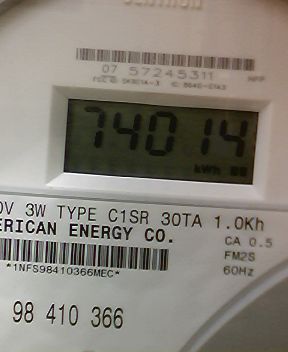 07 57245311
74014
kWh
0V 3W TYPE C1SR 30TA 1.0Kh
ERICAN ENERGY CO.
CA 0.5
*1NFS98410366MEC*
FM2S
60Hz
98 410 366